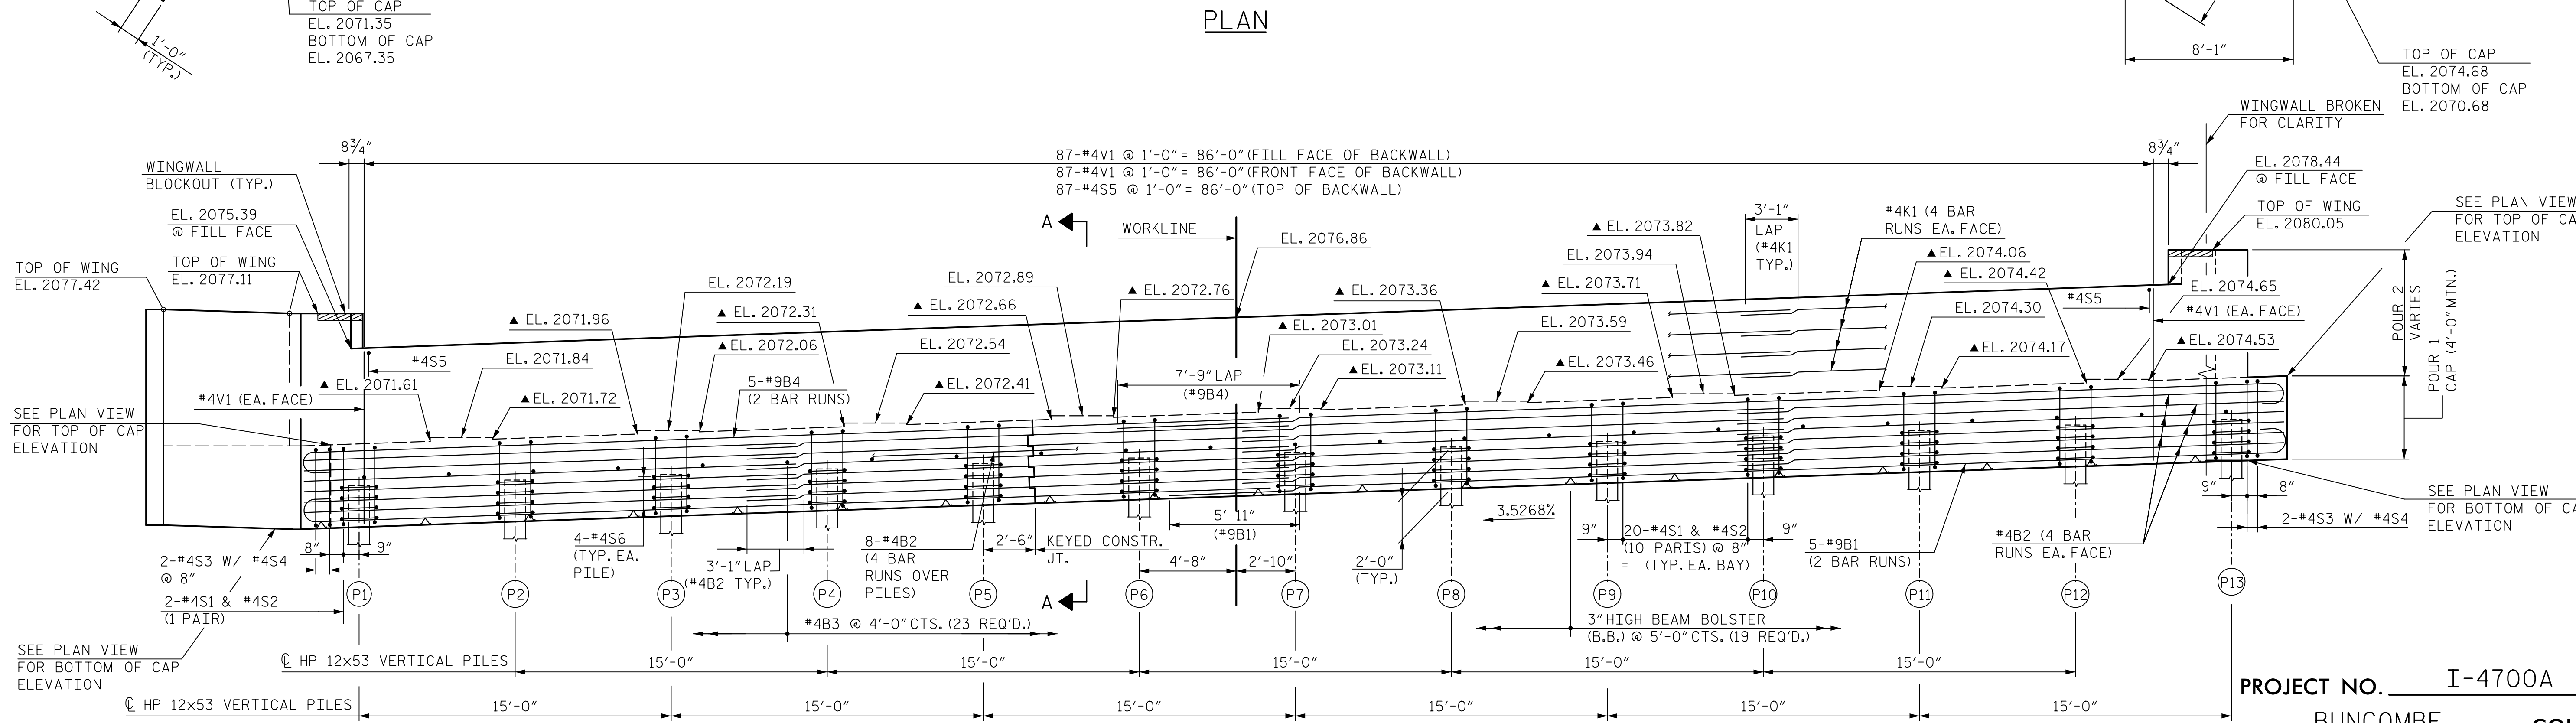 TOP OF CAP
EL. 2071.35
BOTTOM OF CAP
EL. 2067.35
1'-0"
(TYP.)
PLAN
8'-1"
TOP OF CAP
EL. 2074.68
BOTTOM OF CAP
EL. 2070.68
WINGWALL BROKEN
FOR CLARITY
8¾"
87-#4V1 @ 1'-0" = 86'-0" (FILL FACE OF BACKWALL)
87-#4V1 @ 1'-0" = 86'-0" (FRONT FACE OF BACKWALL)
87-#4S5 @ 1'-0" = 86'-0" (TOP OF BACKWALL)
8¾"
WINGWALL
BLOCKOUT (TYP.)
EL. 2078.44
@ FILL FACE
EL. 2075.39
@ FILL FACE
TOP OF WING
EL. 2080.05
SEE PLAN VIEW
FOR TOP OF CA
ELEVATION
A
WORKLINE
EL. 2076.86
3'-1"
LAP
(#4K1
TYP.)
#4K1 (4 BAR
RUNS EA. FACE)
TOP OF WING
EL. 2077.42
TOP OF WING
EL. 2077.11
▲ EL. 2073.82
EL. 2073.94
▲ EL. 2073.71
▲ EL. 2074.06
▲ EL. 2074.42
EL. 2072.19
EL. 2072.89
▲ EL. 2072.76
▲ EL. 2073.36
EL. 2074.65
#4S5
#4V1 (EA. FACE)
POUR 2
VARIES
▲ EL. 2071.96
▲ EL. 2072.31
▲ EL. 2072.66
▲ EL. 2073.01
EL. 2073.59
EL. 2074.30
#4S5
EL. 2071.84
▲ EL. 2072.06
EL. 2072.54
EL. 2073.24
▲ EL. 2074.17
▲ EL. 2074.53
▲ EL. 2071.61
▲ EL. 2071.72
5-#9B4
(2 BAR RUNS)
▲ EL. 2072.41
7'-9" LAP
(#9B4)
▲ EL. 2073.11
▲ EL. 2073.46
POUR 1
CAP (4'-0" MIN.)
#4V1 (EA. FACE)
SEE PLAN VIEW
FOR TOP OF CAP
ELEVATION
8"
9"
2-#4S3 W/ #4S4
@ 8"
2-#4S1 & #4S2
(1 PAIR)
4-#4S6
(TYP. EA.
PILE)
3'-1" LAP
(#4B2 TYP.)
8-#4B2
(4 BAR
RUNS OVER
PILES)
2'-6"
KEYED CONSTR.
JT.
5'-11"
(#9B1)
4'-8"
2'-10"
2'-0"
(TYP.)
3.5268%
9"
20-#4S1 & #4S2
(10 PARIS) @ 8"
= (TYP. EA. BAY)
9"
5-#9B1
(2 BAR RUNS)
#4B2 (4 BAR
RUNS EA. FACE)
9"
8"
2-#4S3 W/ #4S4
SEE PLAN VIEW
FOR BOTTOM OF CA
ELEVATION
P1
P2
P3
P4
P5
A
P6
P7
P8
P9
P10
P11
P12
P13
#4B3 @ 4'-0" CTS. (23 REQ'D.)
3" HIGH BEAM BOLSTER
(B.B.) @ 5'-0" CTS. (19 REQ'D.)
SEE PLAN VIEW
FOR BOTTOM OF CAP
ELEVATION
℄ HP 12x53 VERTICAL PILES
15'-0"
15'-0"
15'-0"
15'-0"
15'-0"
℄ HP 12x53 VERTICAL PILES
15'-0"
15'-0"
15'-0"
15'-0"
15'-0"
15'-0"
PROJECT NO. I-4700A
BUNCOMBE